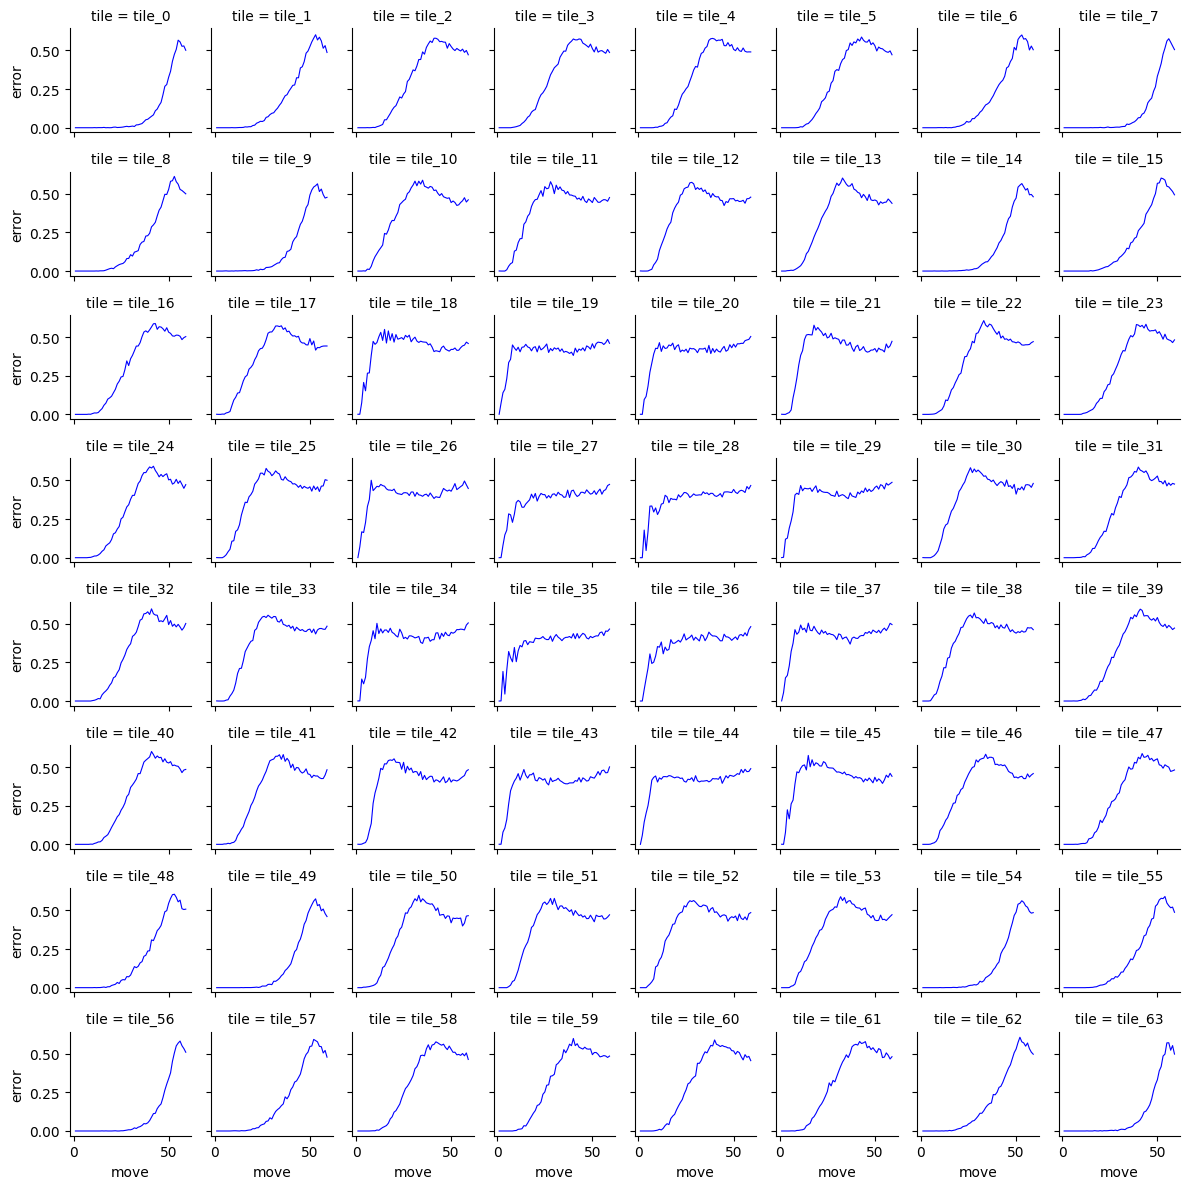 tile = tile_0 tile = tile_1 tile = tile_2 tile = tile_3 tile = tile_4 tile = tile_5 tile = tile_6 tile = tile_7
0.50
error
0.25
0.00
tile = tile_8 tile = tile_9 tile = tile_10 tile = tile_11 tile = tile_12 tile = tile_13 tile = tile_14 tile = tile_15
0.50
error
0.25
0.00
tile = tile_16 tile = tile_17 tile = tile_18 tile = tile_19 tile = tile_20 tile = tile_21 tile = tile_22 tile = tile_23
0.50
error
0.25
0.00
tile = tile_24 tile = tile_25 tile = tile_26 tile = tile_27 tile = tile_28 tile = tile_29 tile = tile_30 tile = tile_31
0.50
error
0.25
0.00
tile = tile_32 tile = tile_33 tile = tile_34 tile = tile_35 tile = tile_36 tile = tile_37 tile = tile_38 tile = tile_39
0.50
error
0.25
0.00
tile = tile_40 tile = tile_41 tile = tile_42 tile = tile_43 tile = tile_44 tile = tile_45 tile = tile_46 tile = tile_47
0.50
error
0.25
0.00
tile = tile_48 tile = tile_49 tile = tile_50 tile = tile_51 tile = tile_52 tile = tile_53 tile = tile_54 tile = tile_55
0.50
error
0.25
0.00
tile = tile_56 tile = tile_57 tile = tile_58 tile = tile_59 tile = tile_60 tile = tile_61 tile = tile_62 tile = tile_63
0.50
error
0.25
0.00
0 50 0 50 0 50 0 50 0 50 0 50 0 50 0 50
move move move move move move move move